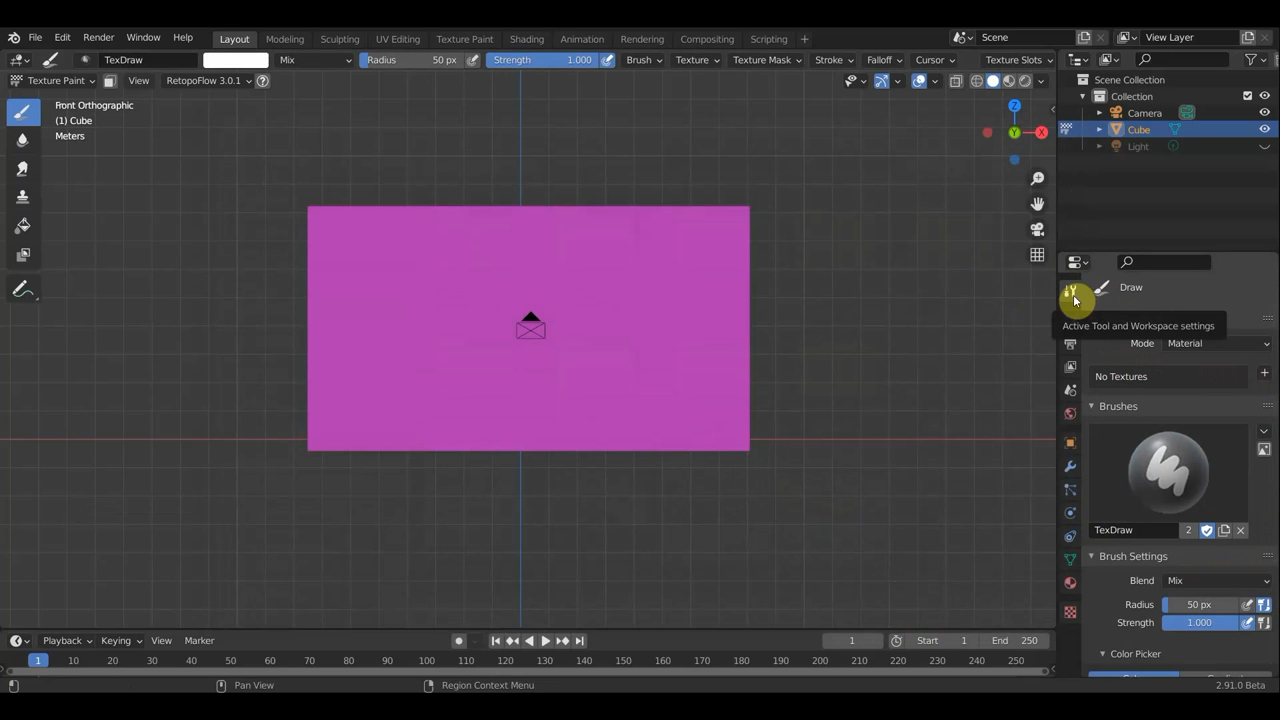 File Edit Render Window Help Layout Modeling Sculpting UV Editing Texture Paint Shading Animation Rendering Compositing Scripting + Scene View Layer
TexDraw Mix Radius 50 px Strength 1.000 Brush Texture Texture Mask Stroke Falloff Cursor Texture Slots
Texture Paint View RetopoFlow 3.0.1
Scene Collection
Collection
Camera
Cube
Light
Front Orthographic
(1) Cube
Meters
Z
Y
X
Draw
Active Tool and Workspace settings
Mode Material
No Textures
Brushes
TexDraw 2
Brush Settings
Blend Mix
Radius 50 px
Strength 1.000
Color Picker
Playback Keying View Marker 1 Start 1 End 250
1 10 20 30 40 50 60 70 80 90 100 110 120 130 140 150 160 170 180 190 200 210 220 230 240 250
Pan View Region Context Menu 2.91.0 Beta